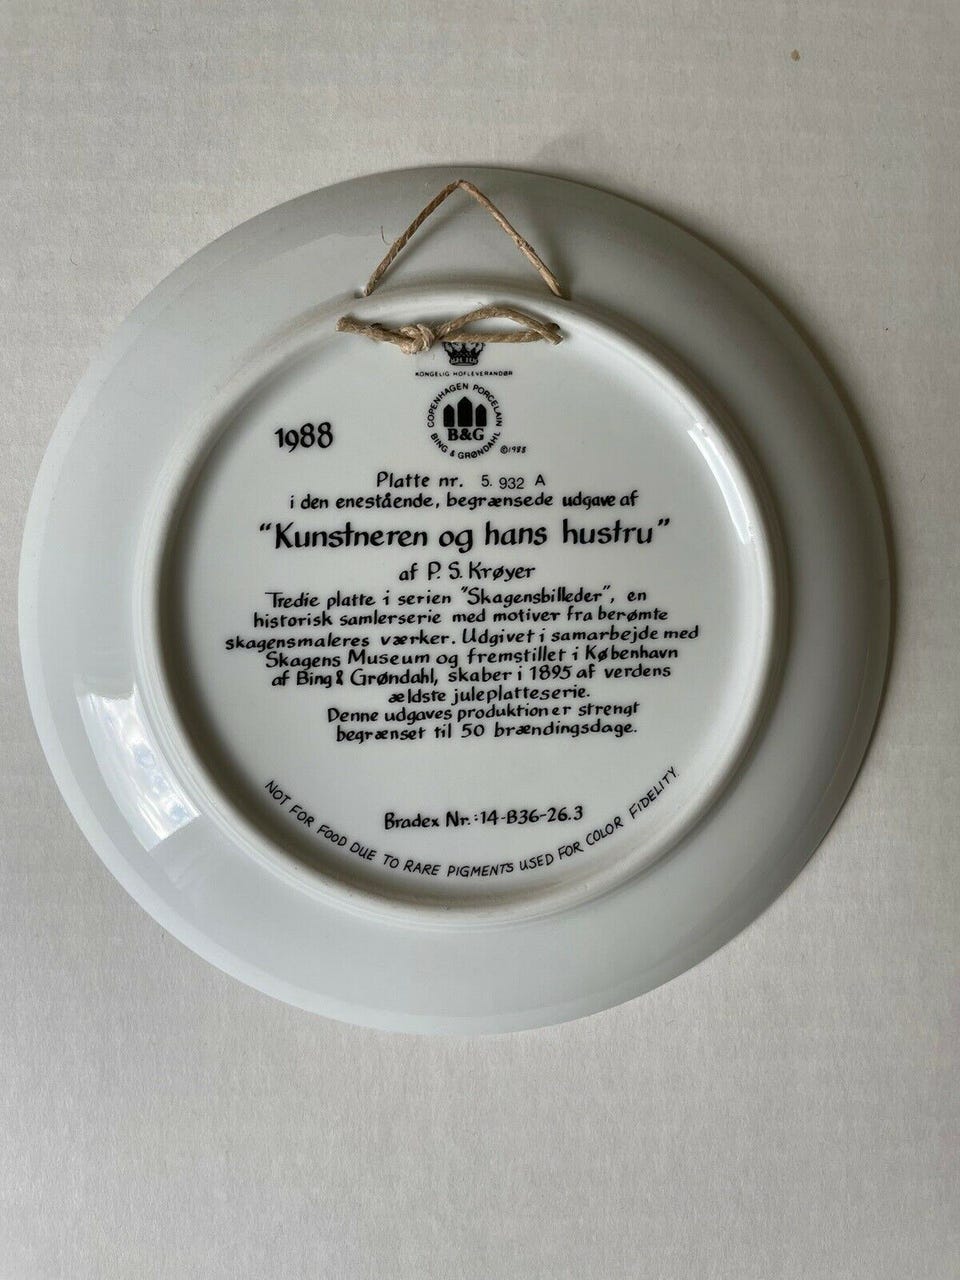 KONGELIG HOFLEVERANDØR
COPENHAGEN PORCELAIN
B&G
BING & GRØNDAHL
©1988
1988
Platte nr. 5. 932 A
i den enestående, begrænsede udgave af
"Kunstneren og hans hustru"
af P. S. Krøyer
Tredie platte i serien "Skagensbilleder", en
historisk samlerserie med motiver fra berømte
skagensmaleres værker. Udgivet i samarbejde med
Skagens Museum og fremstillet i København
af Bing & Grøndahl, skaber i 1895 af verdens
ældste juleplatteserie.
Denne udgaves produktion er strengt
begrænset til 50 brændingsdage.
Bradex Nr.:14-B36-26.3
NOT FOR FOOD DUE TO RARE PIGMENTS USED FOR COLOR FIDELITY.